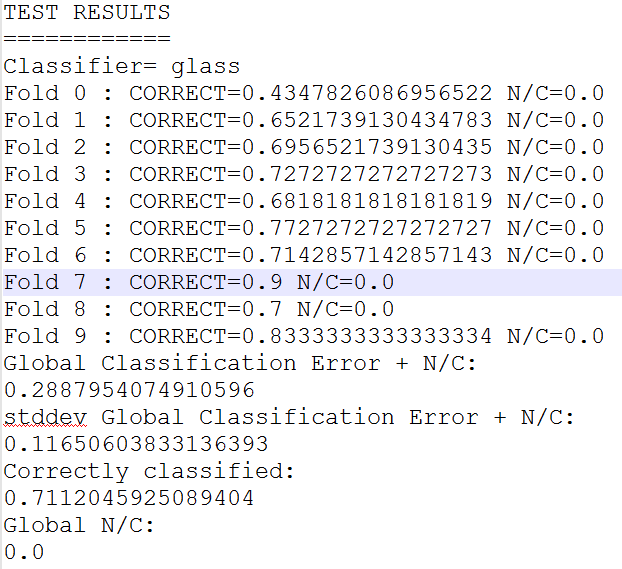 TEST RESULTS
============
Classifier= glass
Fold 0 : CORRECT=0.4347826086956522 N/C=0.0
Fold 1 : CORRECT=0.6521739130434783 N/C=0.0
Fold 2 : CORRECT=0.6956521739130435 N/C=0.0
Fold 3 : CORRECT=0.7272727272727273 N/C=0.0
Fold 4 : CORRECT=0.6818181818181819 N/C=0.0
Fold 5 : CORRECT=0.7727272727272727 N/C=0.0
Fold 6 : CORRECT=0.7142857142857143 N/C=0.0
Fold 7 : CORRECT=0.9 N/C=0.0
Fold 8 : CORRECT=0.7 N/C=0.0
Fold 9 : CORRECT=0.8333333333333334 N/C=0.0
Global Classification Error + N/C:
0.2887954074910596
stddev Global Classification Error + N/C:
0.11650603833136393
Correctly classified:
0.7112045925089404
Global N/C:
0.0